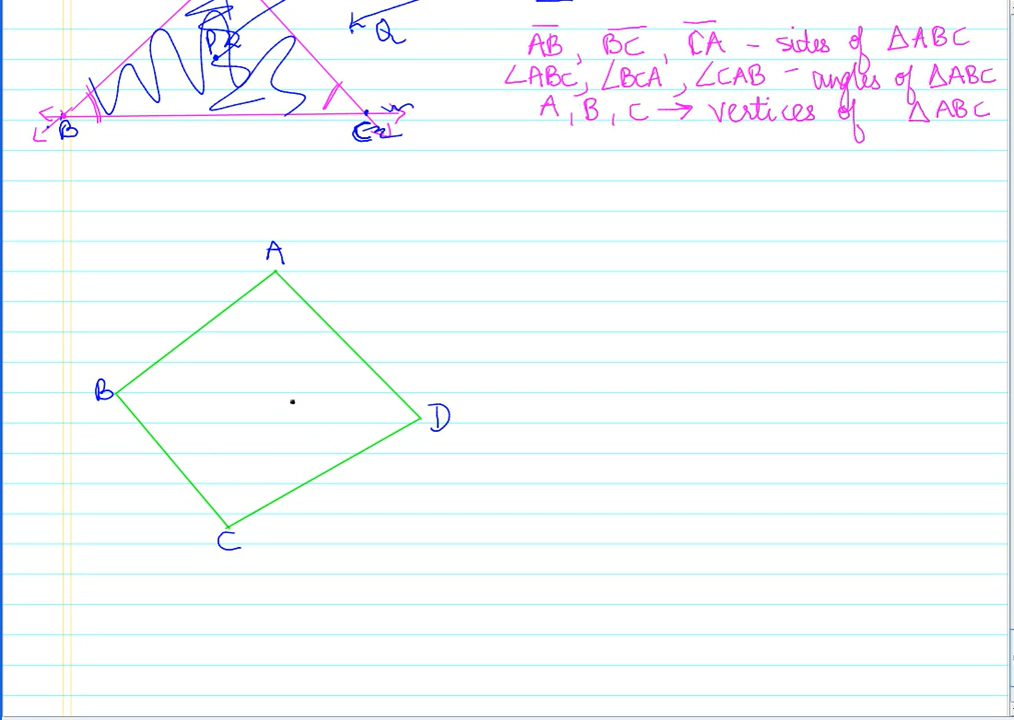 Q
P
B
C
AB, BC, CA - sides of ΔABC
∠ABC, ∠BCA, ∠CAB - angles of ΔABC
A, B, C → vertices of ΔABC
A
B
D
C